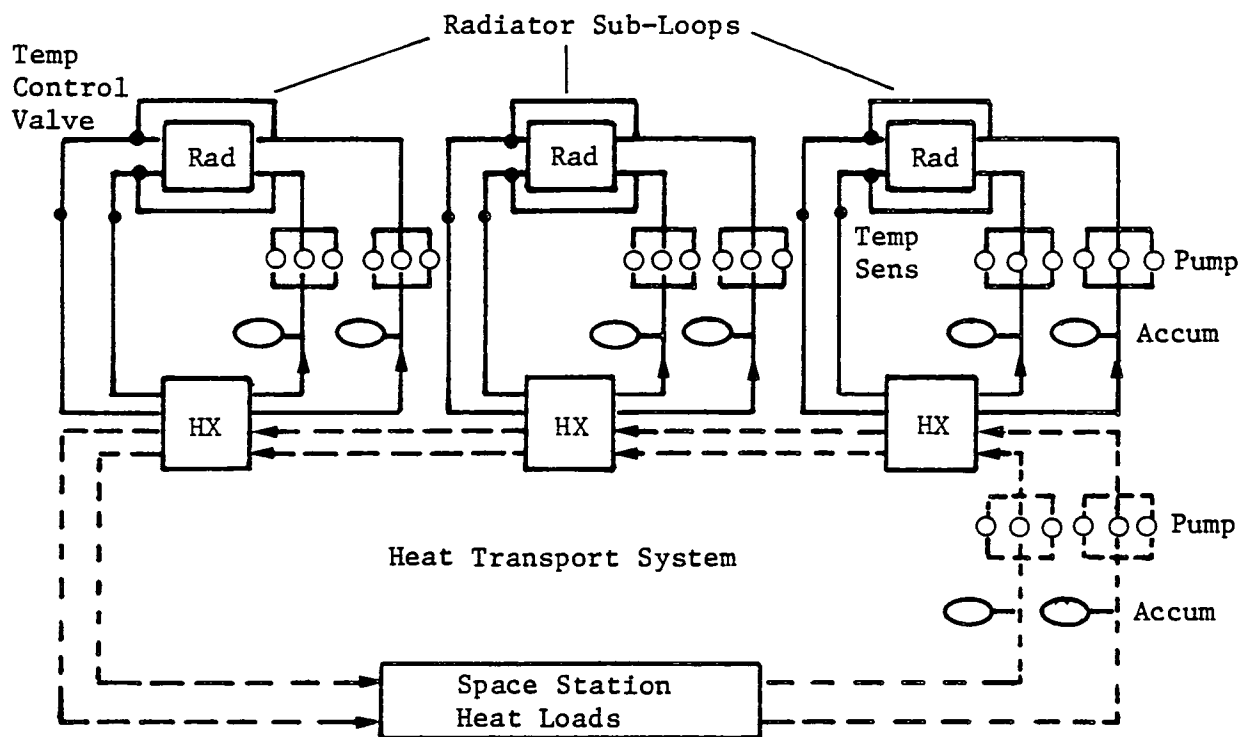 Radiator Sub-Loops
Temp
Control
Valve
Rad
Rad
Rad
Temp
Sens
Pump
Accum
HX
HX
HX
Pump
Heat Transport System
Accum
Space Station
Heat Loads